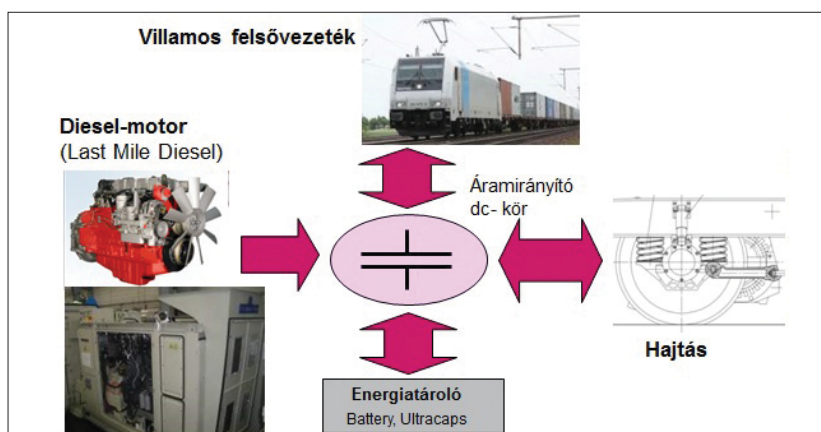 Villamos felsővezeték
Diesel-motor
(Last Mile Diesel)
Áramirányító
dc- kör
Hajtás
Energiatároló
Battery, Ultracaps